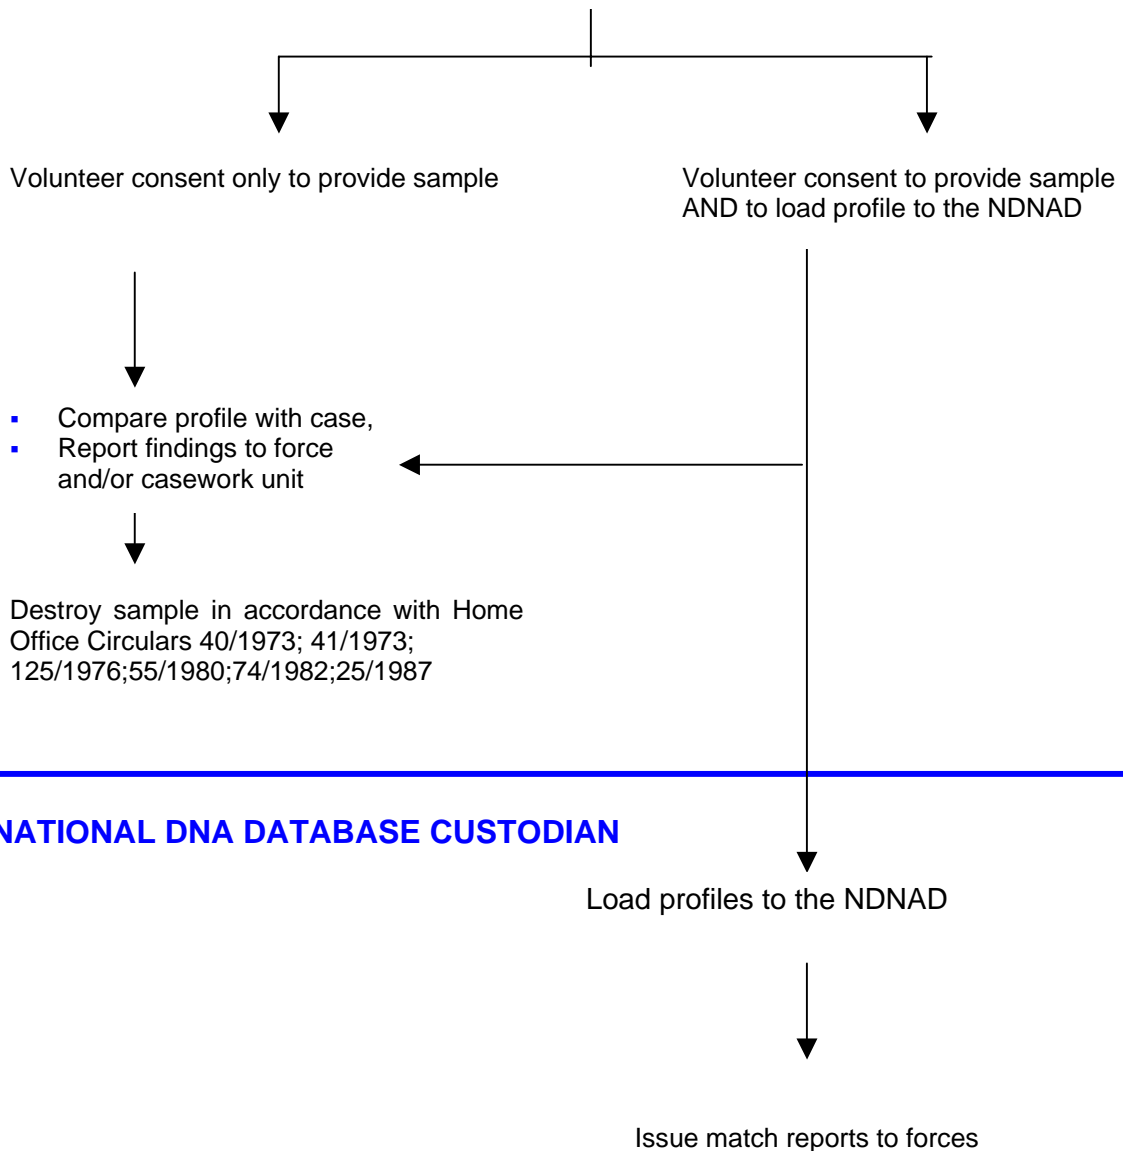 Volunteer consent only to provide sample
Volunteer consent to provide sample
AND to load profile to the NDNAD
▪ Compare profile with case,
▪ Report findings to force
and/or casework unit
Destroy sample in accordance with Home
Office Circulars 40/1973; 41/1973;
125/1976;55/1980;74/1982;25/1987
NATIONAL DNA DATABASE CUSTODIAN
Load profiles to the NDNAD
Issue match reports to forces